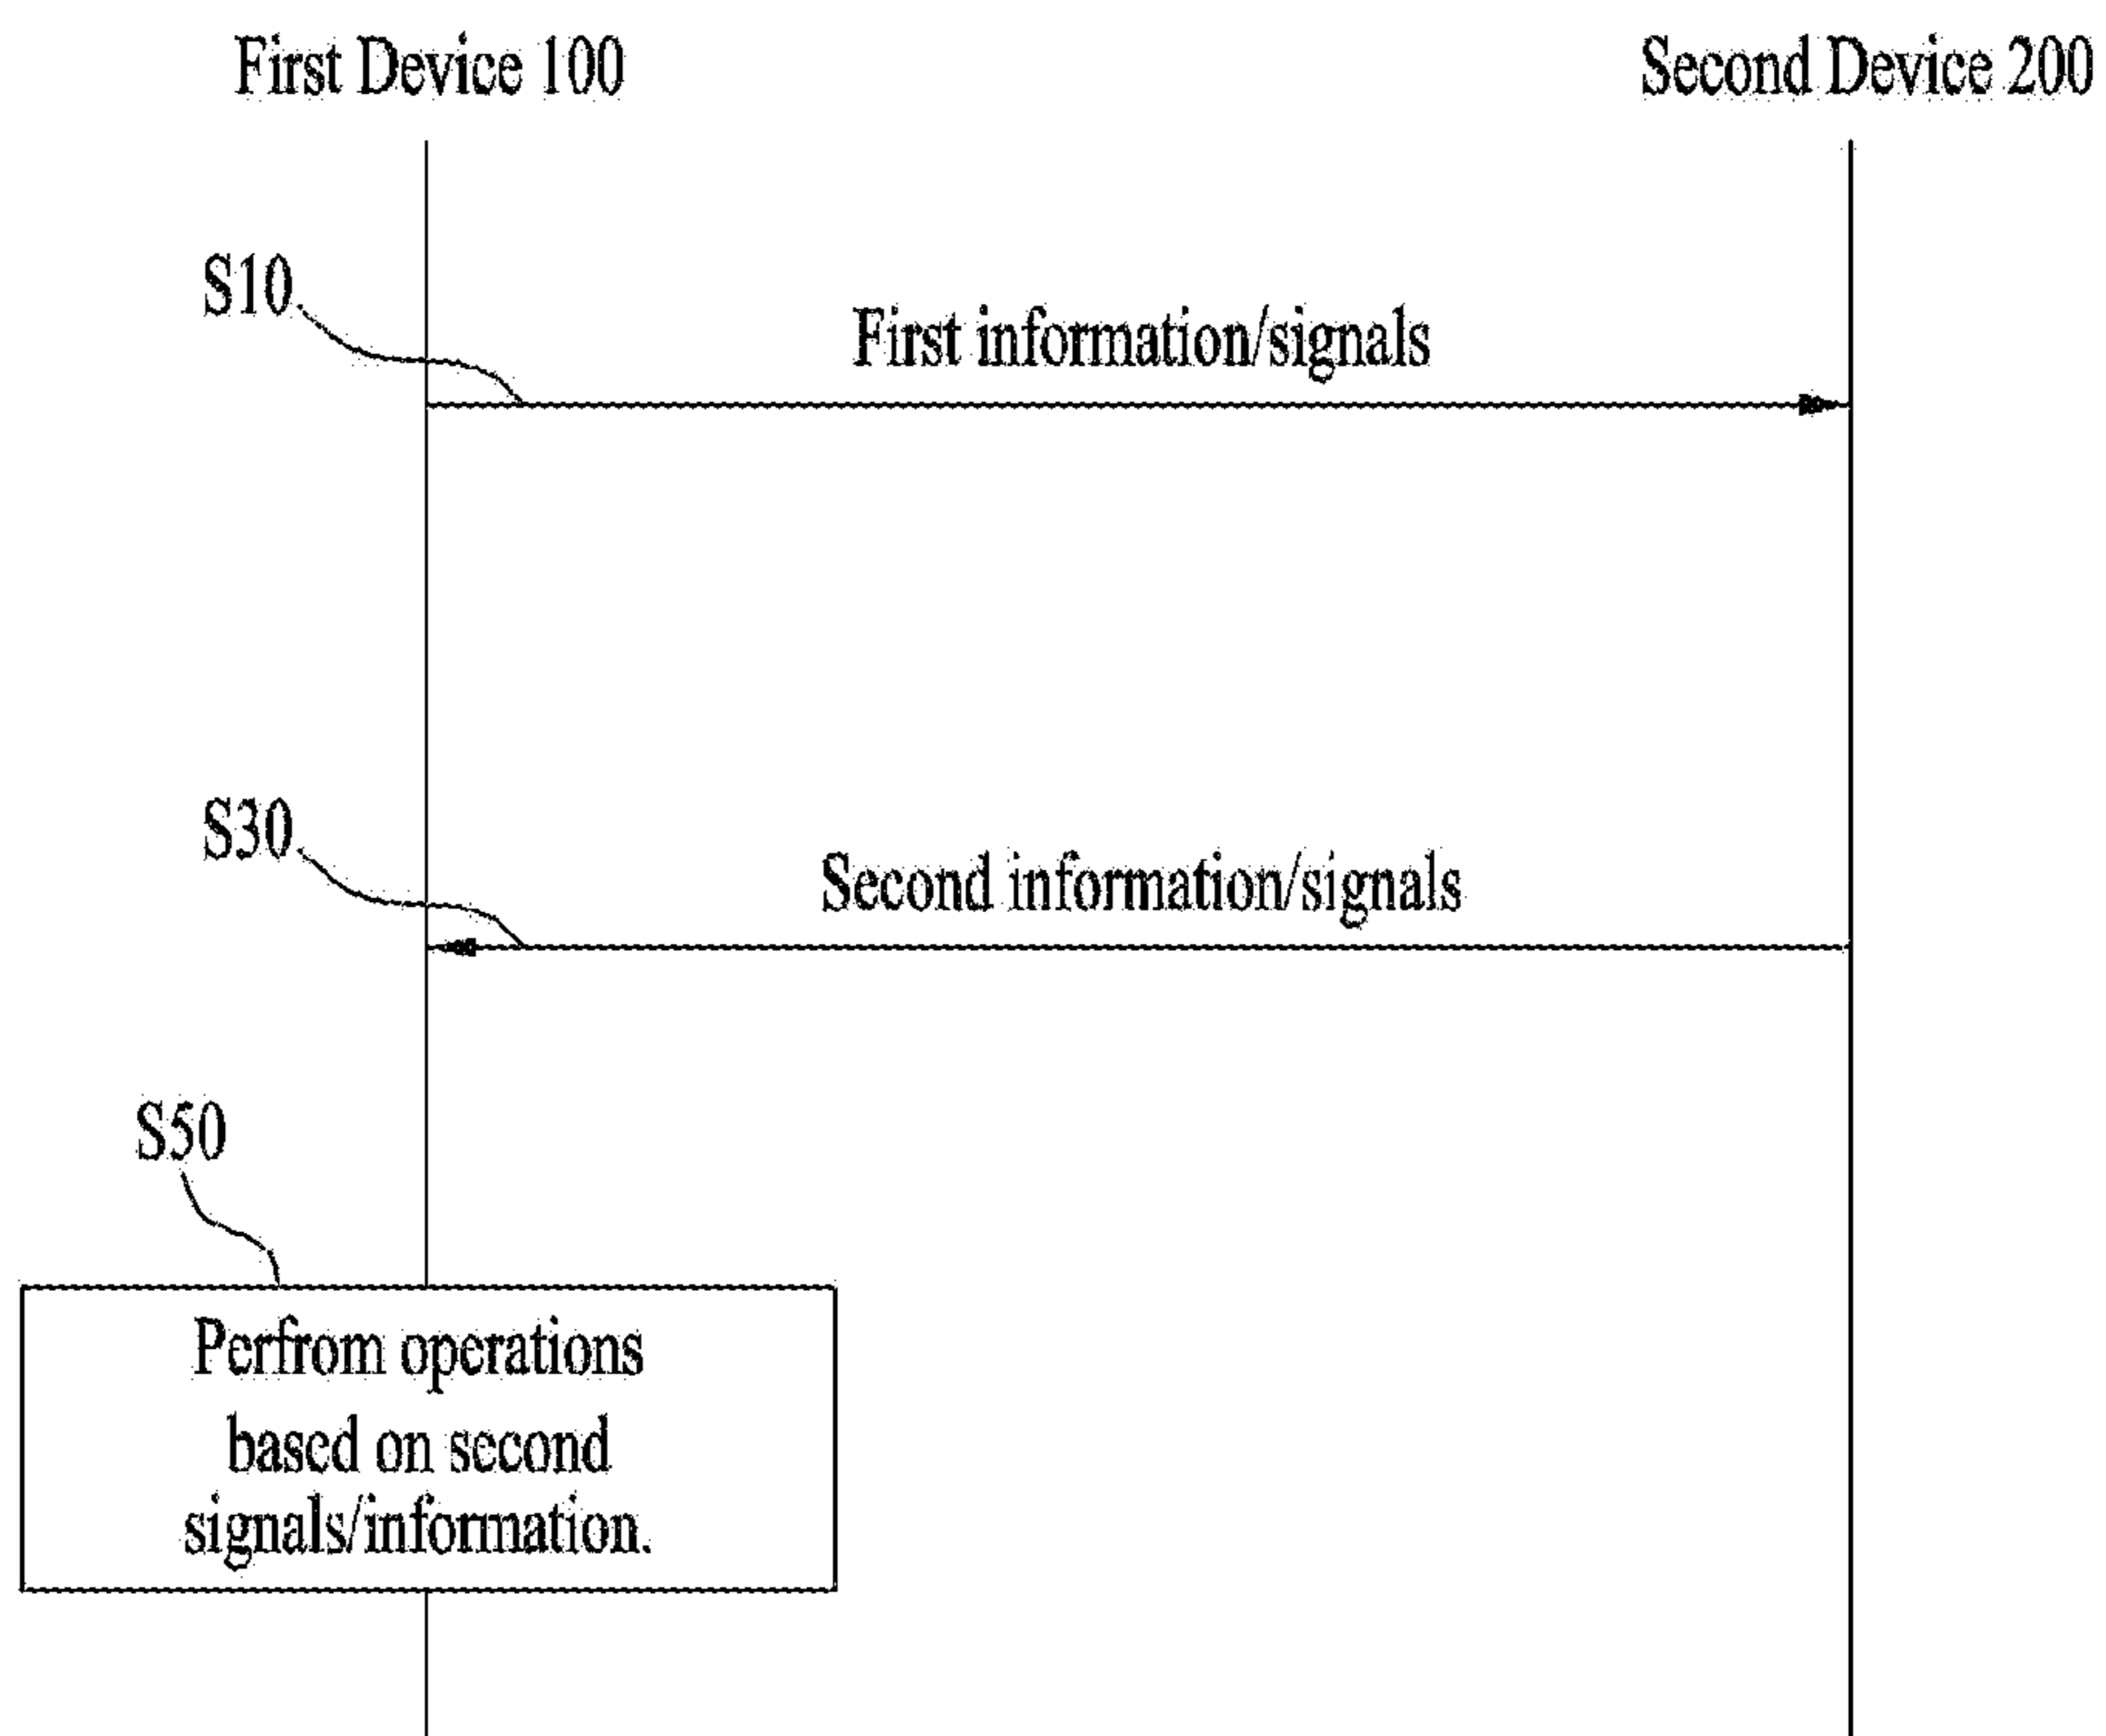 First Device 100
Second Device 200
S10
First information/signals
S30
Second information/signals
S50
Perfrom operations
based on second
signals/information.